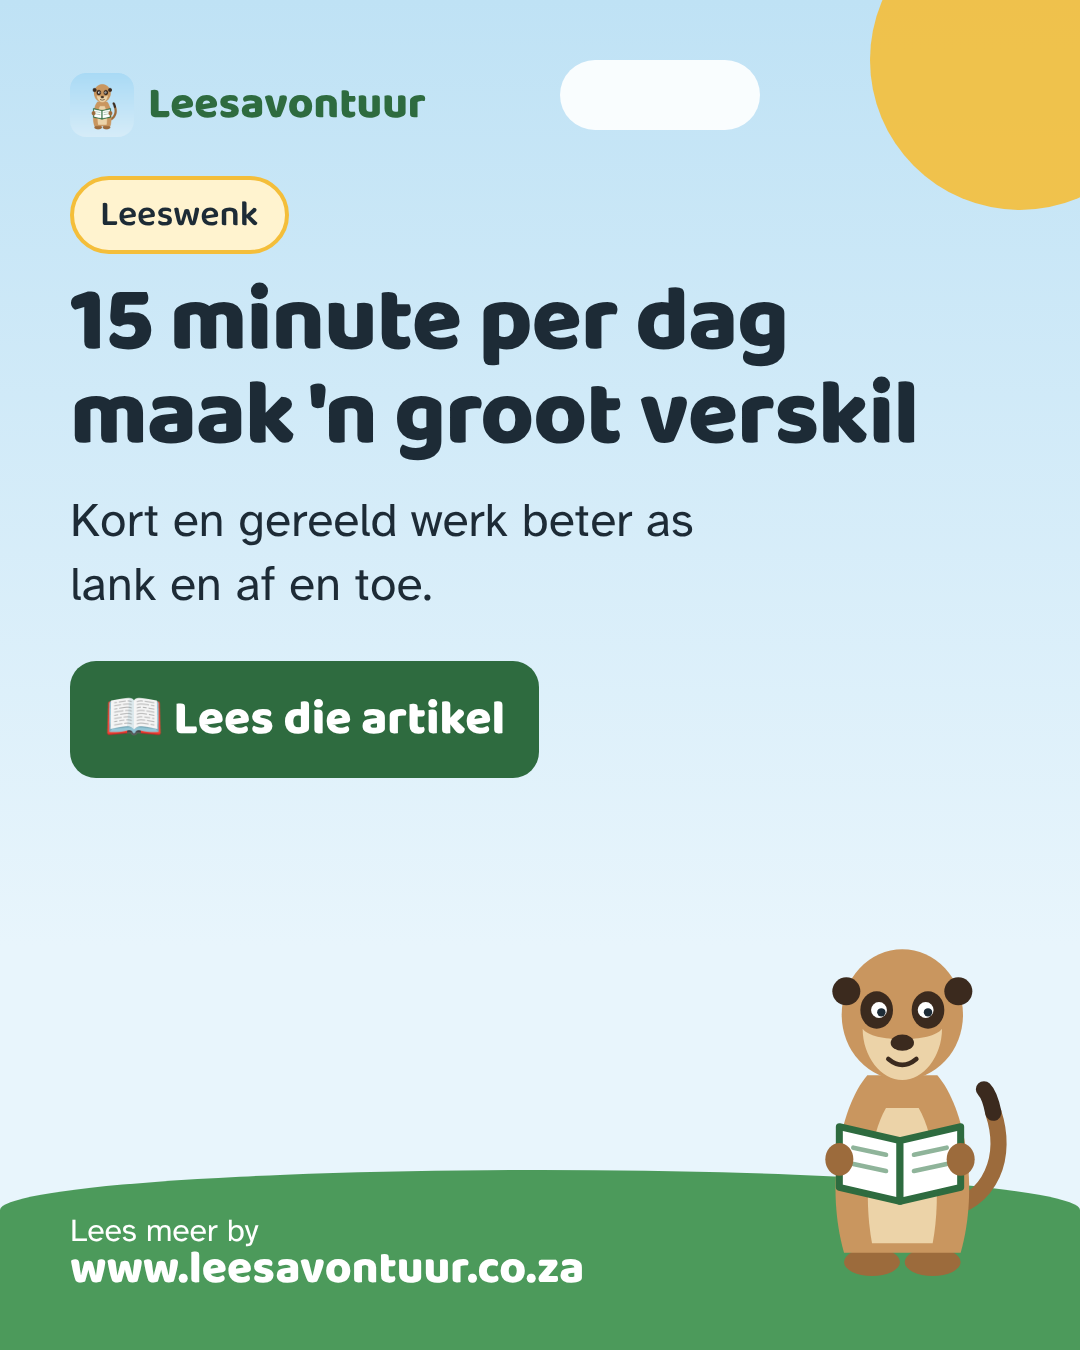 Leesavontuur
Leeswenk
15 minute per dag
maak 'n groot verskil
Kort en gereeld werk beter as
lank en af en toe.
📖 Lees die artikel
Lees meer by
www.leesavontuur.co.za